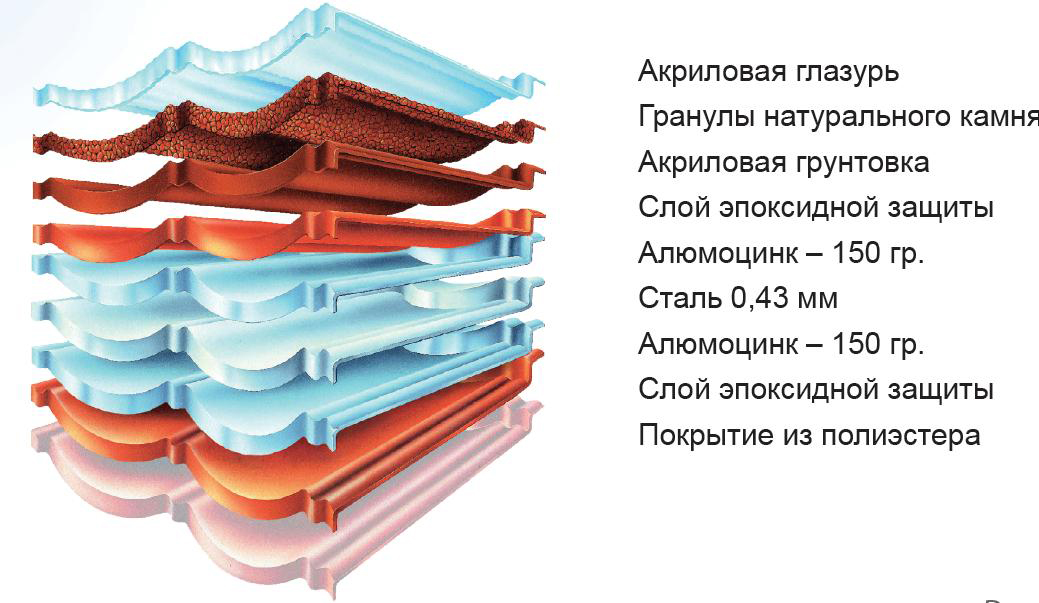 Акриловая глазурь
Гранулы натурального камня
Акриловая грунтовка
Слой эпоксидной защиты
Алюмоцинк – 150 гр.
Сталь 0,43 мм
Алюмоцинк – 150 гр.
Слой эпоксидной защиты
Покрытие из полиэстера